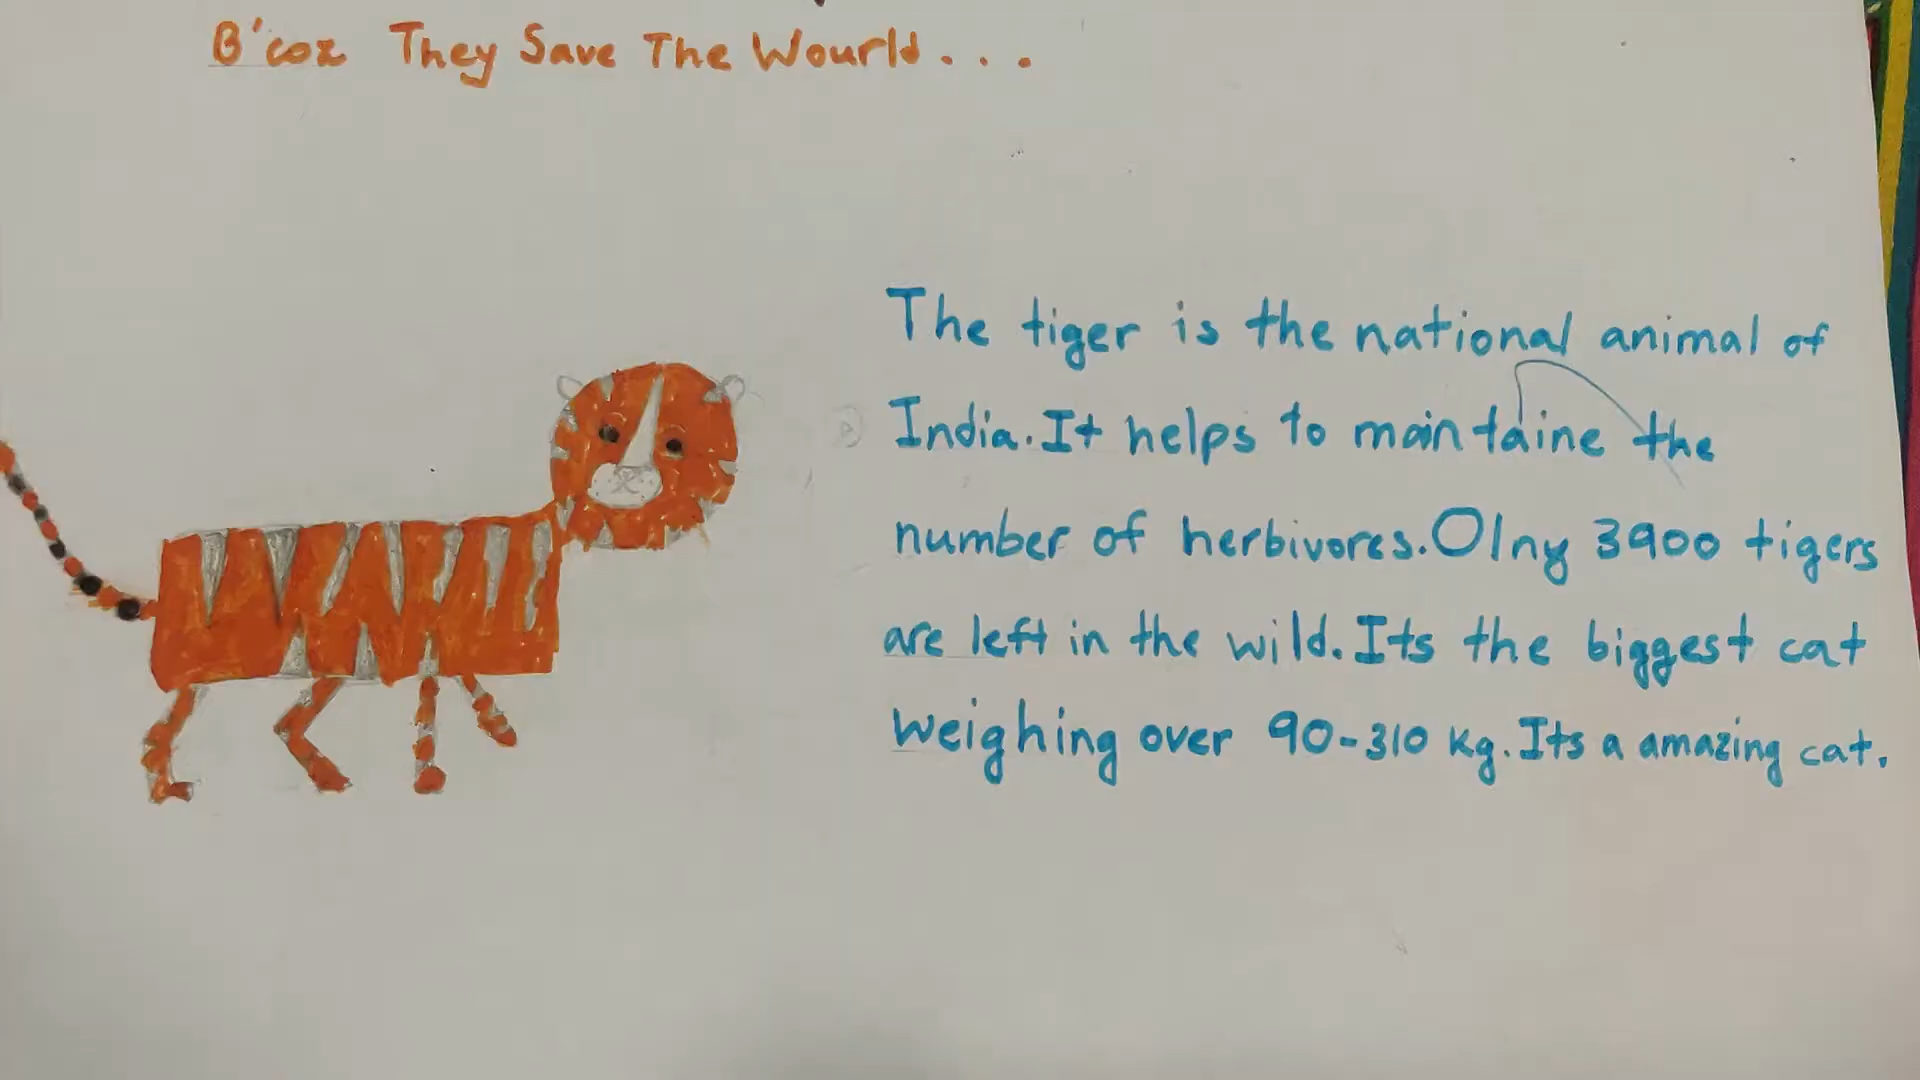 B'coz They Save The Wourld...
The tiger is the national animal of
India. It helps to maintaine the
number of herbivores. Olny 3900 tigers
are left in the wild. Its the biggest cat
weighing over 90-310 kg. Its a amazing cat.